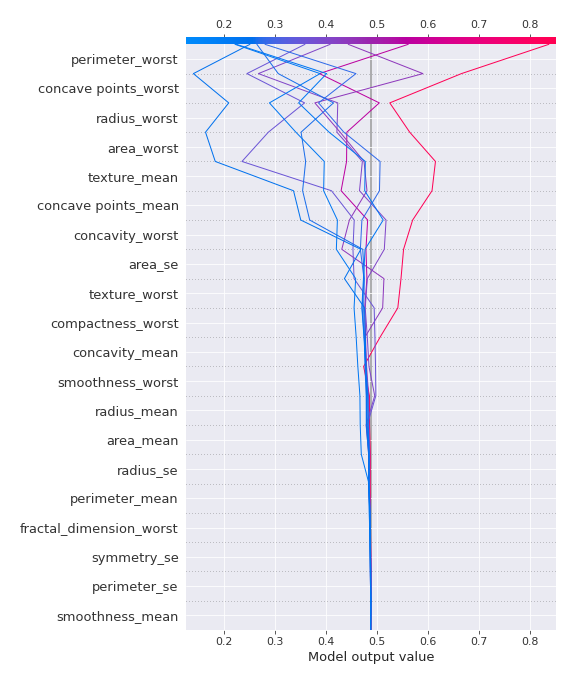 0.2 0.3 0.4 0.5 0.6 0.7 0.8
perimeter_worst
concave points_worst
radius_worst
area_worst
texture_mean
concave points_mean
concavity_worst
area_se
texture_worst
compactness_worst
concavity_mean
smoothness_worst
radius_mean
area_mean
radius_se
perimeter_mean
fractal_dimension_worst
symmetry_se
perimeter_se
smoothness_mean
0.2 0.3 0.4 0.5 0.6 0.7 0.8
Model output value